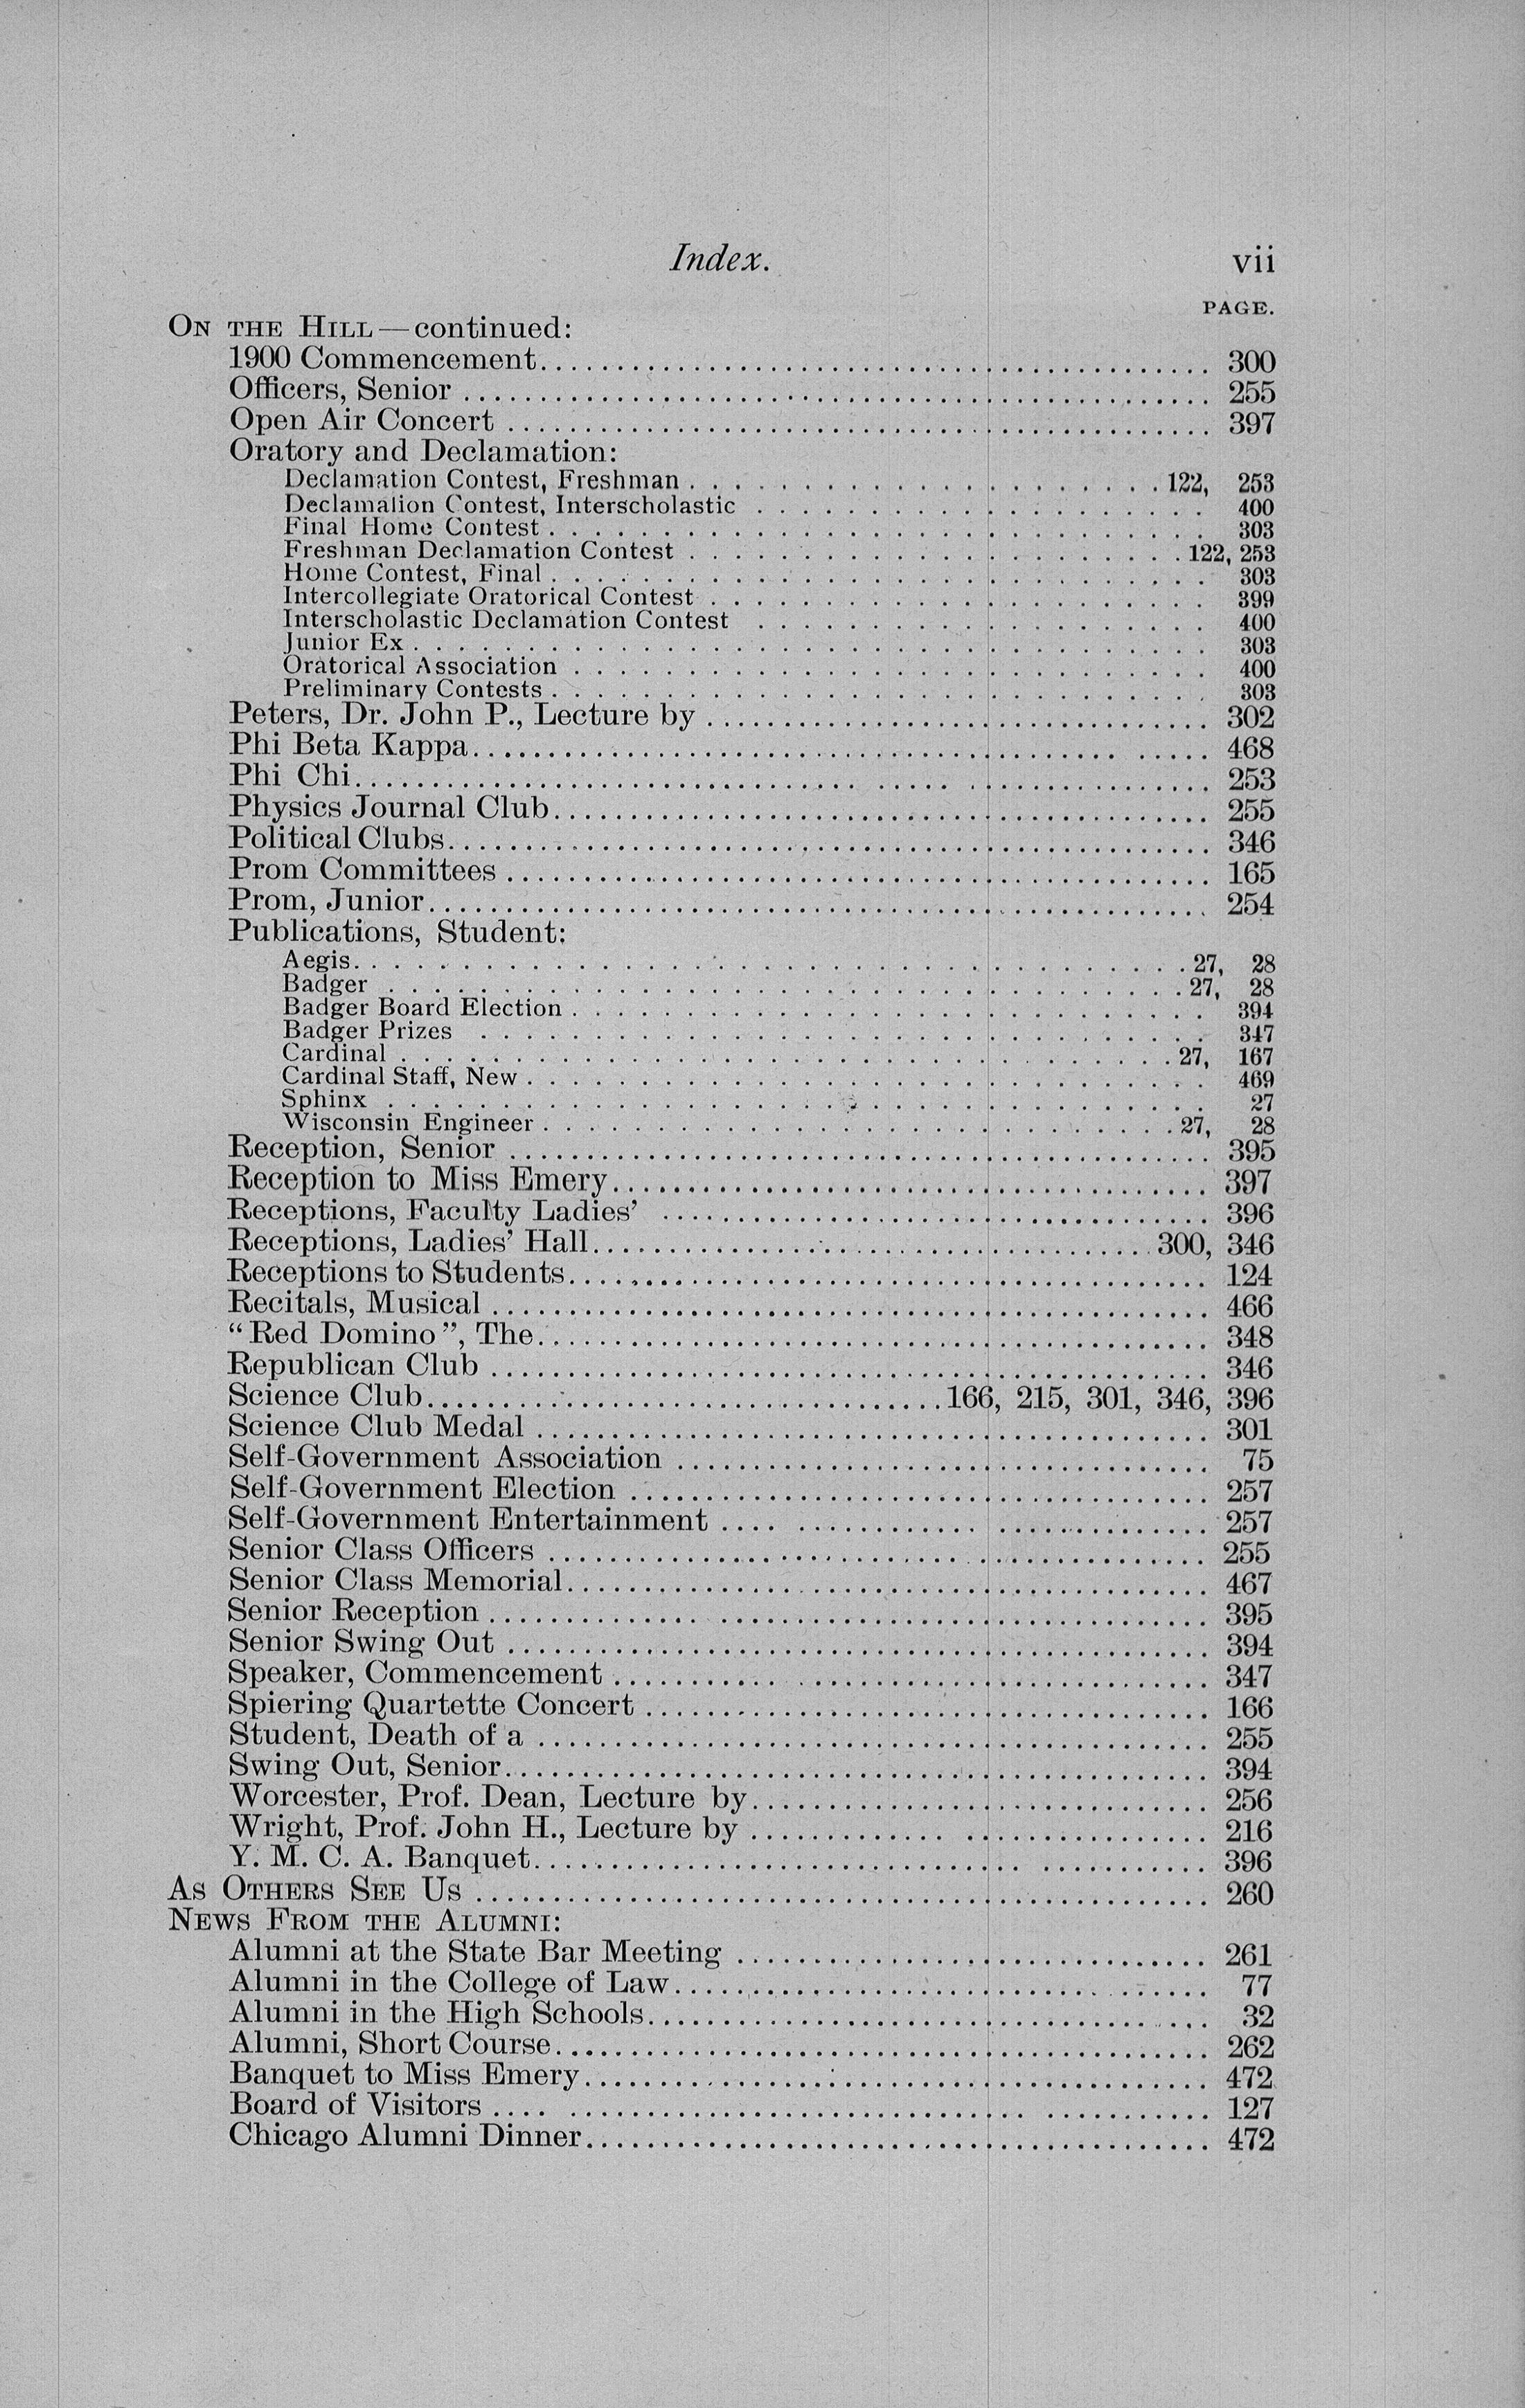 Index. vii
PAGE.
ON THE HILL—continued:
1900 Commencement........ 300
Officers, Senior ........ 255
Open Air Concert ........ 397
Oratory and Declamation:
Declamation Contest, Freshman ........ 122, 253
Declamalion Contest, Interscholastic ........ 400
Final Home Contest ........ 303
Freshman Declamation Contest ........ 122, 253
Home Contest, Final ........ 303
Intercollegiate Oratorical Contest ........ 399
Interscholastic Declamation Contest ........ 400
Junior Ex ........ 303
Oratorical Association ........ 400
Preliminary Contests ........ 303
Peters, Dr. John P., Lecture by ........ 302
Phi Beta Kappa ........ 468
Phi Chi ........ 253
Physics Journal Club ........ 255
Political Clubs ........ 346
Prom Committees ........ 165
Prom, Junior ........ 254
Publications, Student:
Aegis ........ 27, 28
Badger ........ 27, 28
Badger Board Election ........ 394
Badger Prizes ........ 347
Cardinal ........ 27, 167
Cardinal Staff, New ........ 469
Sphinx ........ 27
Wisconsin Engineer ........ 27, 28
Reception, Senior ........ 395
Reception to Miss Emery ........ 397
Receptions, Faculty Ladies' ........ 396
Receptions, Ladies' Hall ........ 300, 346
Receptions to Students ........ 124
Recitals, Musical ........ 466
"Red Domino", The ........ 348
Republican Club ........ 346
Science Club ........ 166, 215, 301, 346, 396
Science Club Medal ........ 301
Self-Government Association ........ 75
Self-Government Election ........ 257
Self-Government Entertainment ........ 257
Senior Class Officers ........ 255
Senior Class Memorial ........ 467
Senior Reception ........ 395
Senior Swing Out ........ 394
Speaker, Commencement ........ 347
Spiering Quartette Concert ........ 166
Student, Death of a ........ 255
Swing Out, Senior ........ 394
Worcester, Prof. Dean, Lecture by ........ 256
Wright, Prof. John H., Lecture by ........ 216
Y. M. C. A. Banquet ........ 396
AS OTHERS SEE US ........ 260
NEWS FROM THE ALUMNI:
Alumni at the State Bar Meeting ........ 261
Alumni in the College of Law ........ 77
Alumni in the High Schools ........ 32
Alumni, Short Course ........ 262
Banquet to Miss Emery ........ 472
Board of Visitors ........ 127
Chicago Alumni Dinner ........ 472